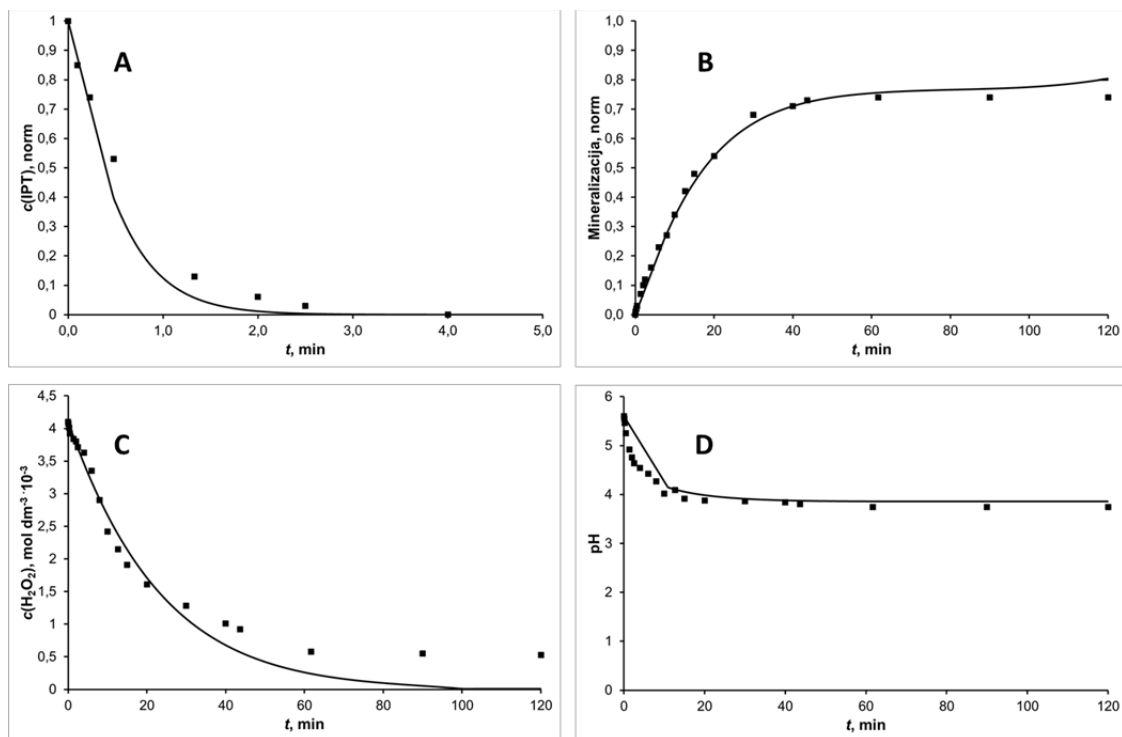 A
c(IPT), norm
1
0,9
0,8
0,7
0,6
0,5
0,4
0,3
0,2
0,1
0
0,0 1,0 2,0 3,0 4,0 5,0
t, min
B
Mineralizacija, norm
1
0,9
0,8
0,7
0,6
0,5
0,4
0,3
0,2
0,1
0,0
0 20 40 60 80 100 120
t, min
C
c(H₂O₂), mol dm⁻³·10⁻³
4,5
4
3,5
3
2,5
2
1,5
1
0,5
0
0 20 40 60 80 100 120
t, min
D
pH
6
5
4
3
2
1
0
0 20 40 60 80 100 120
t, min